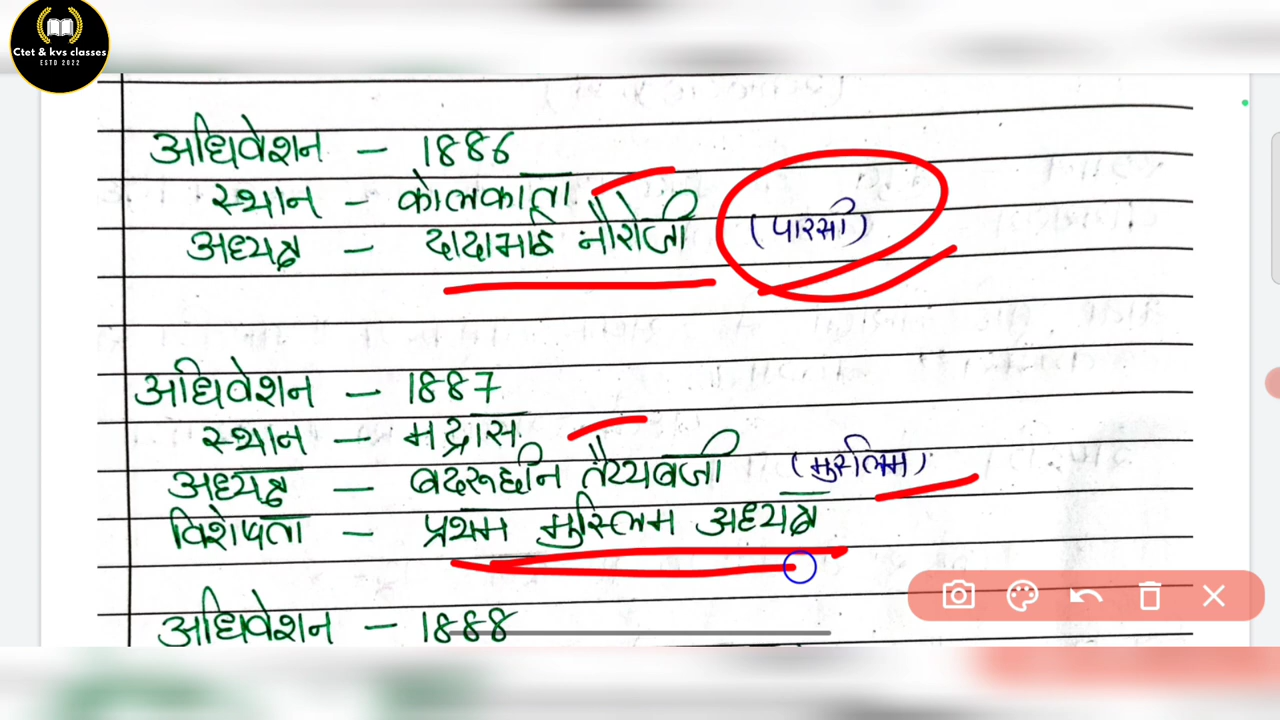 Ctet & kvs classes
ESTD 2022
अधिवेशन - 1886
स्थान - कोलकाता
अध्यक्ष - दादाभाई नौरोजी (पारसी)
अधिवेशन - 1887
स्थान - मद्रास
अध्यक्ष - बदरूद्दीन तैय्यबजी (मुस्लिम)
विशेषता - प्रथम मुस्लिम अध्यक्ष
अधिवेशन - 1888